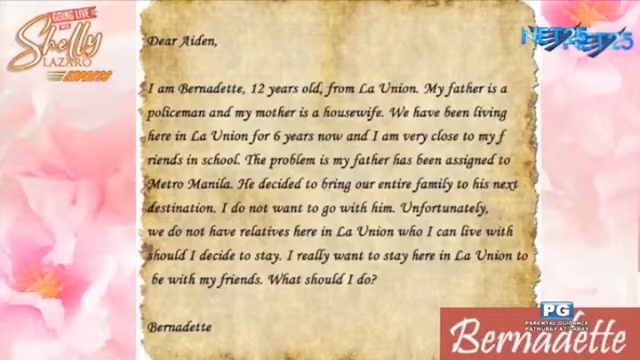 GOING LIVE
WITH
Shelly
LAZARO
EXPRESS
NET25 NET25
Dear Aiden,
I am Bernadette, 12 years old, from La Union. My father is a
policeman and my mother is a housewife. We have been living
here in La Union for 6 years now and I am very close to my f
riends in school. The problem is my father has been assigned to
Metro Manila. He decided to bring our entire family to his next
destination. I do not want to go with him. Unfortunately,
we do not have relatives here in La Union who I can live with
should I decide to stay. I really want to stay here in La Union to
be with my friends. What should I do?
Bernadette
PG
PARENTAL GUIDANCE
Bernadette